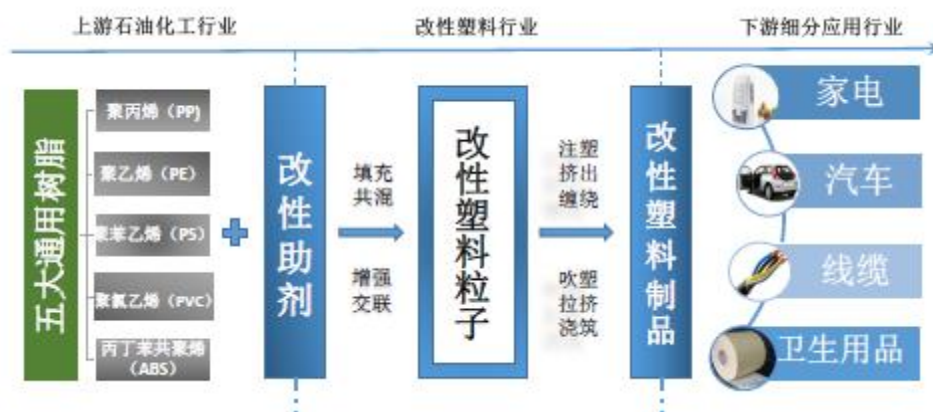 上游石油化工行业
改性塑料行业
下游细分应用行业
五大通用树脂
聚丙烯（PP)
聚乙烯（PE）
聚苯乙烯（PS）
聚氯乙烯（PVC）
丙丁苯共聚烯
（ABS）
改性助剂
填充
共混
增强
交联
改性塑料粒子
注塑
挤出
缠绕
吹塑
拉挤
浇筑
改性塑料制品
家电
汽车
线缆
卫生用品